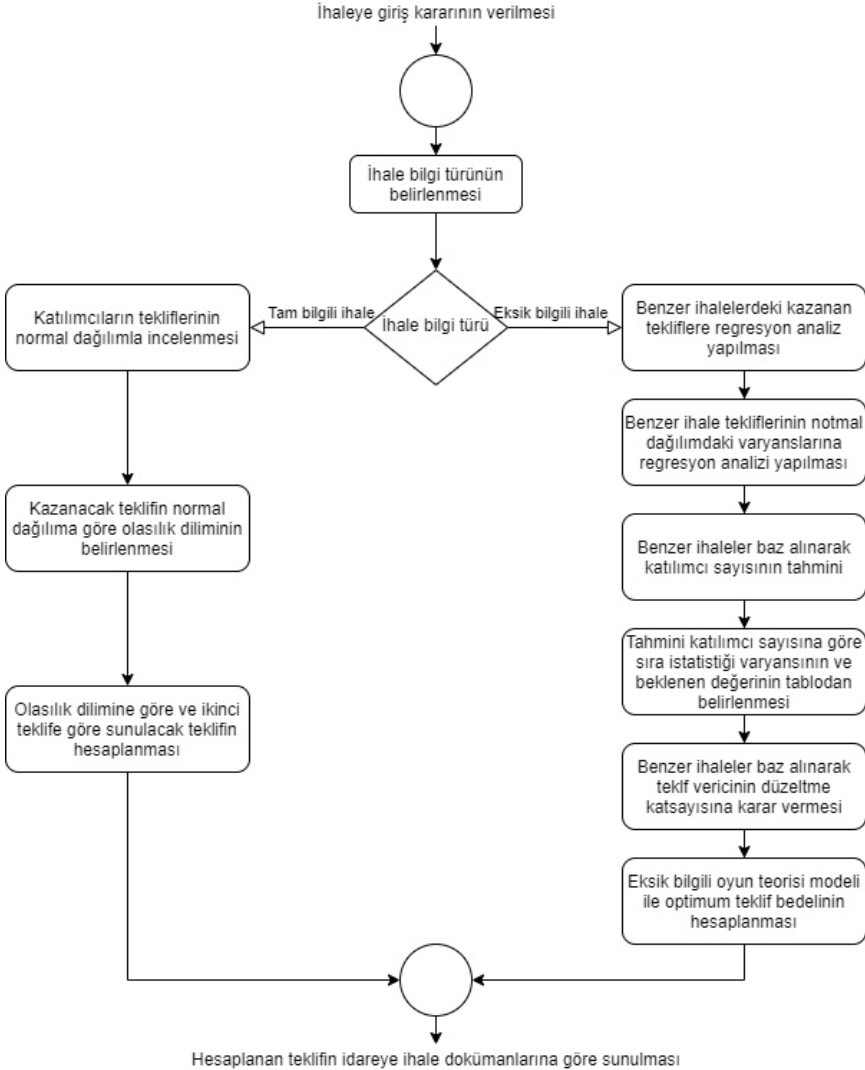 İhaleye giriş kararının verilmesi
İhale bilgi türünün
belirlenmesi
İhale bilgi türü
Tam bilgili ihale
Eksik bilgili ihale
Katılımcıların tekliflerinin
normal dağılımla incelenmesi
Kazanacak teklifin normal
dağılıma göre olasılık diliminin
belirlenmesi
Olasılık dilimine göre ve ikinci
teklife göre sunulacak teklifin
hesaplanması
Benzer ihalelerdeki kazanan
tekliflere regresyon analiz
yapılması
Benzer ihale tekliflerinin notmal
dağılımdaki varyanslarına
regresyon analizi yapılması
Benzer ihaleler baz alınarak
katılımcı sayısının tahmini
Tahmini katılımcı sayısına göre
sıra istatistiği varyansının ve
beklenen değerinin tablodan
belirlenmesi
Benzer ihaleler baz alınarak
teklf vericinin düzeltme
katsayısına karar vermesi
Eksik bilgili oyun teorisi modeli
ile optimum teklif bedelinin
hesaplanması
Hesaplanan teklifin idareye ihale dokümanlarına göre sunulması